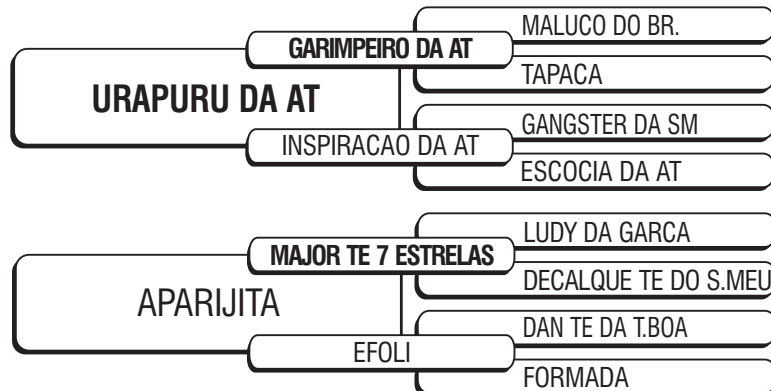 MALUCO DO BR.
GARIMPEIRO DA AT
TAPACA
URAPURU DA AT
GANGSTER DA SM
INSPIRACAO DA AT
ESCOCIA DA AT
LUDY DA GARCA
MAJOR TE 7 ESTRELAS
DECALQUE TE DO S.MEU
APARIJITA
DAN TE DA T.BOA
EFOLI
FORMADA